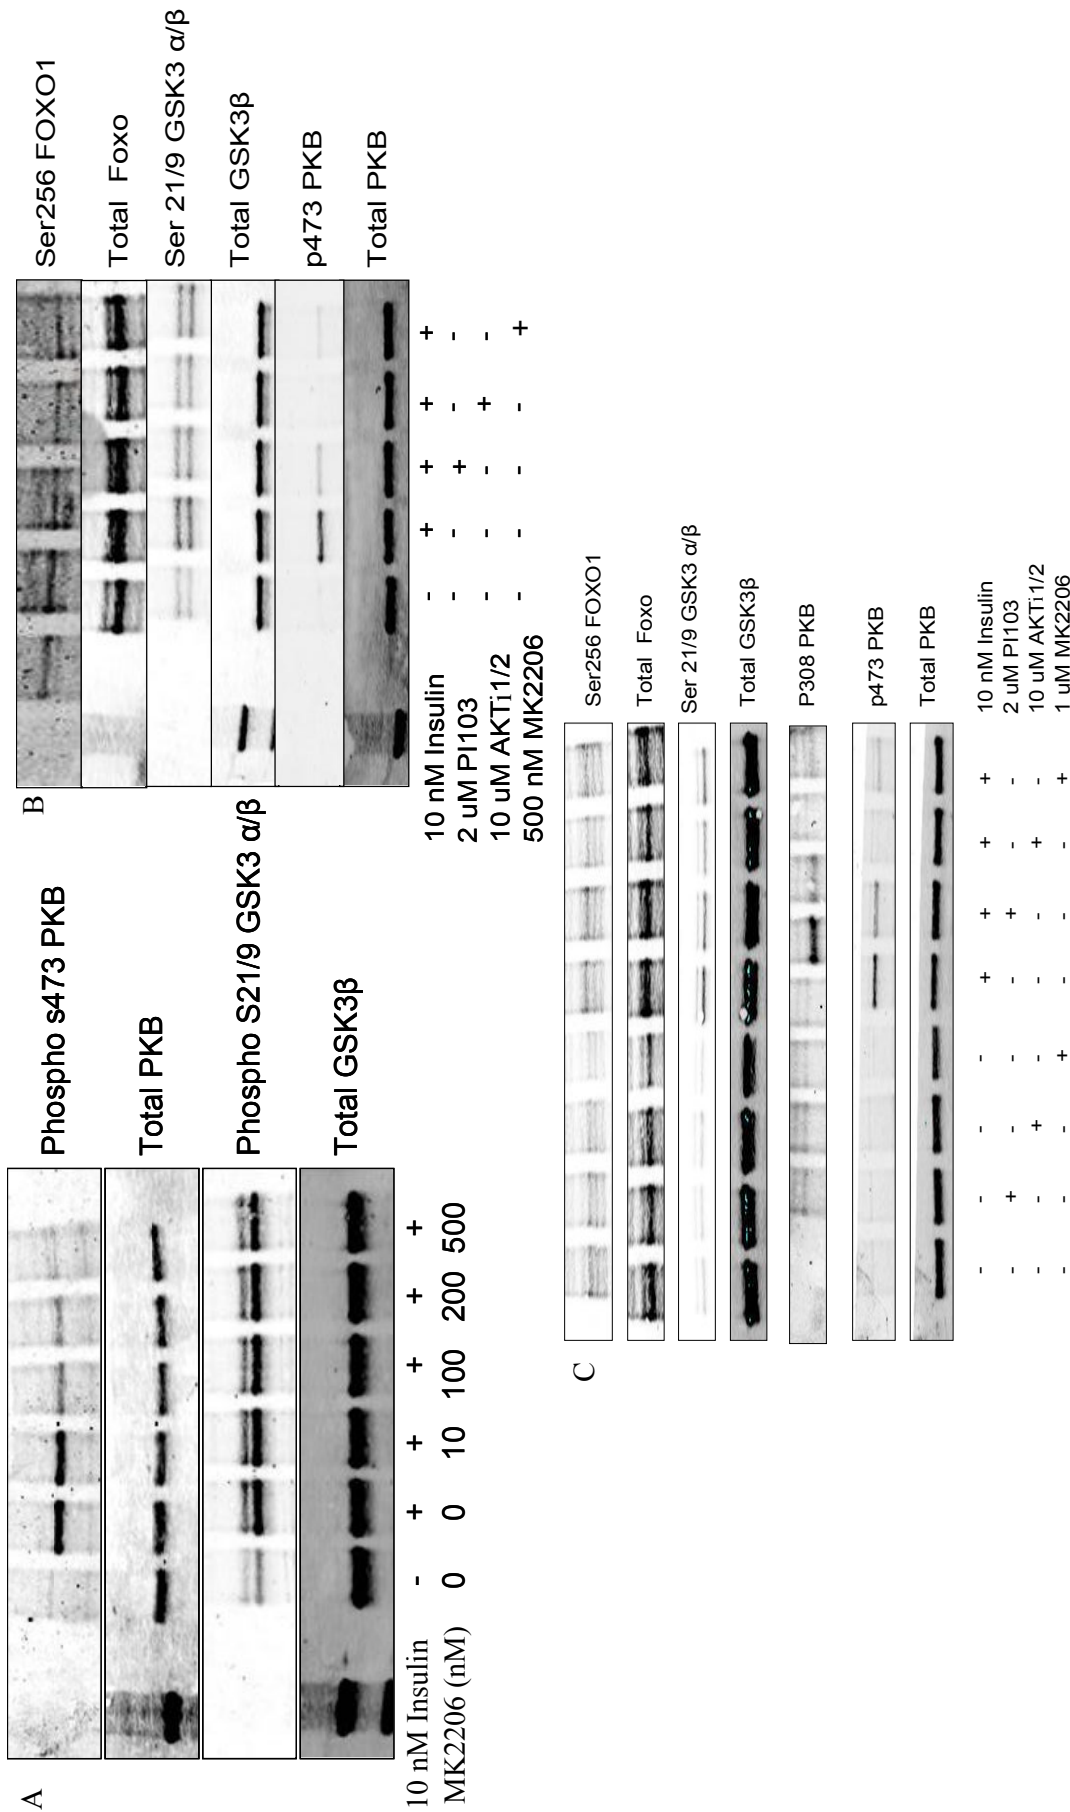 A
Phospho s473 PKB
Total PKB
Phospho S21/9 GSK3 α/β
Total GSK3β
10 nM Insulin - + + + + +
MK2206 (nM) 0 0 10 100 200 500
B
Ser256 FOXO1
Total Foxo
Ser 21/9 GSK3 α/β
Total GSK3β
p473 PKB
Total PKB
10 nM Insulin - + + + +
2 uM PI103 - - + - -
10 uM AKTi1/2 - - - + -
500 nM MK2206 - - - - +
C
Ser256 FOXO1
Total Foxo
Ser 21/9 GSK3 α/β
Total GSK3β
P308 PKB
p473 PKB
Total PKB
- - - - + + + + 10 nM Insulin
- + - - - + - - 2 uM PI103
- - + - - - + - 10 uM AKTi1/2
- - - + - - - + 1 uM MK2206